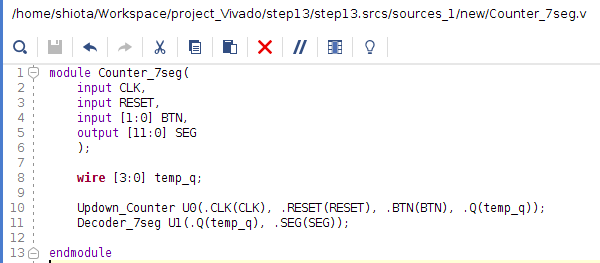 /home/shiota/Workspace/project_Vivado/step13/step13.srcs/sources_1/new/Counter_7seg.v
1 module Counter_7seg(
2     input CLK,
3     input RESET,
4     input [1:0] BTN,
5     output [11:0] SEG
6     );
7
8     wire [3:0] temp_q;
9
10     Updown_Counter U0(.CLK(CLK), .RESET(RESET), .BTN(BTN), .Q(temp_q));
11     Decoder_7seg U1(.Q(temp_q), .SEG(SEG));
12
13 endmodule